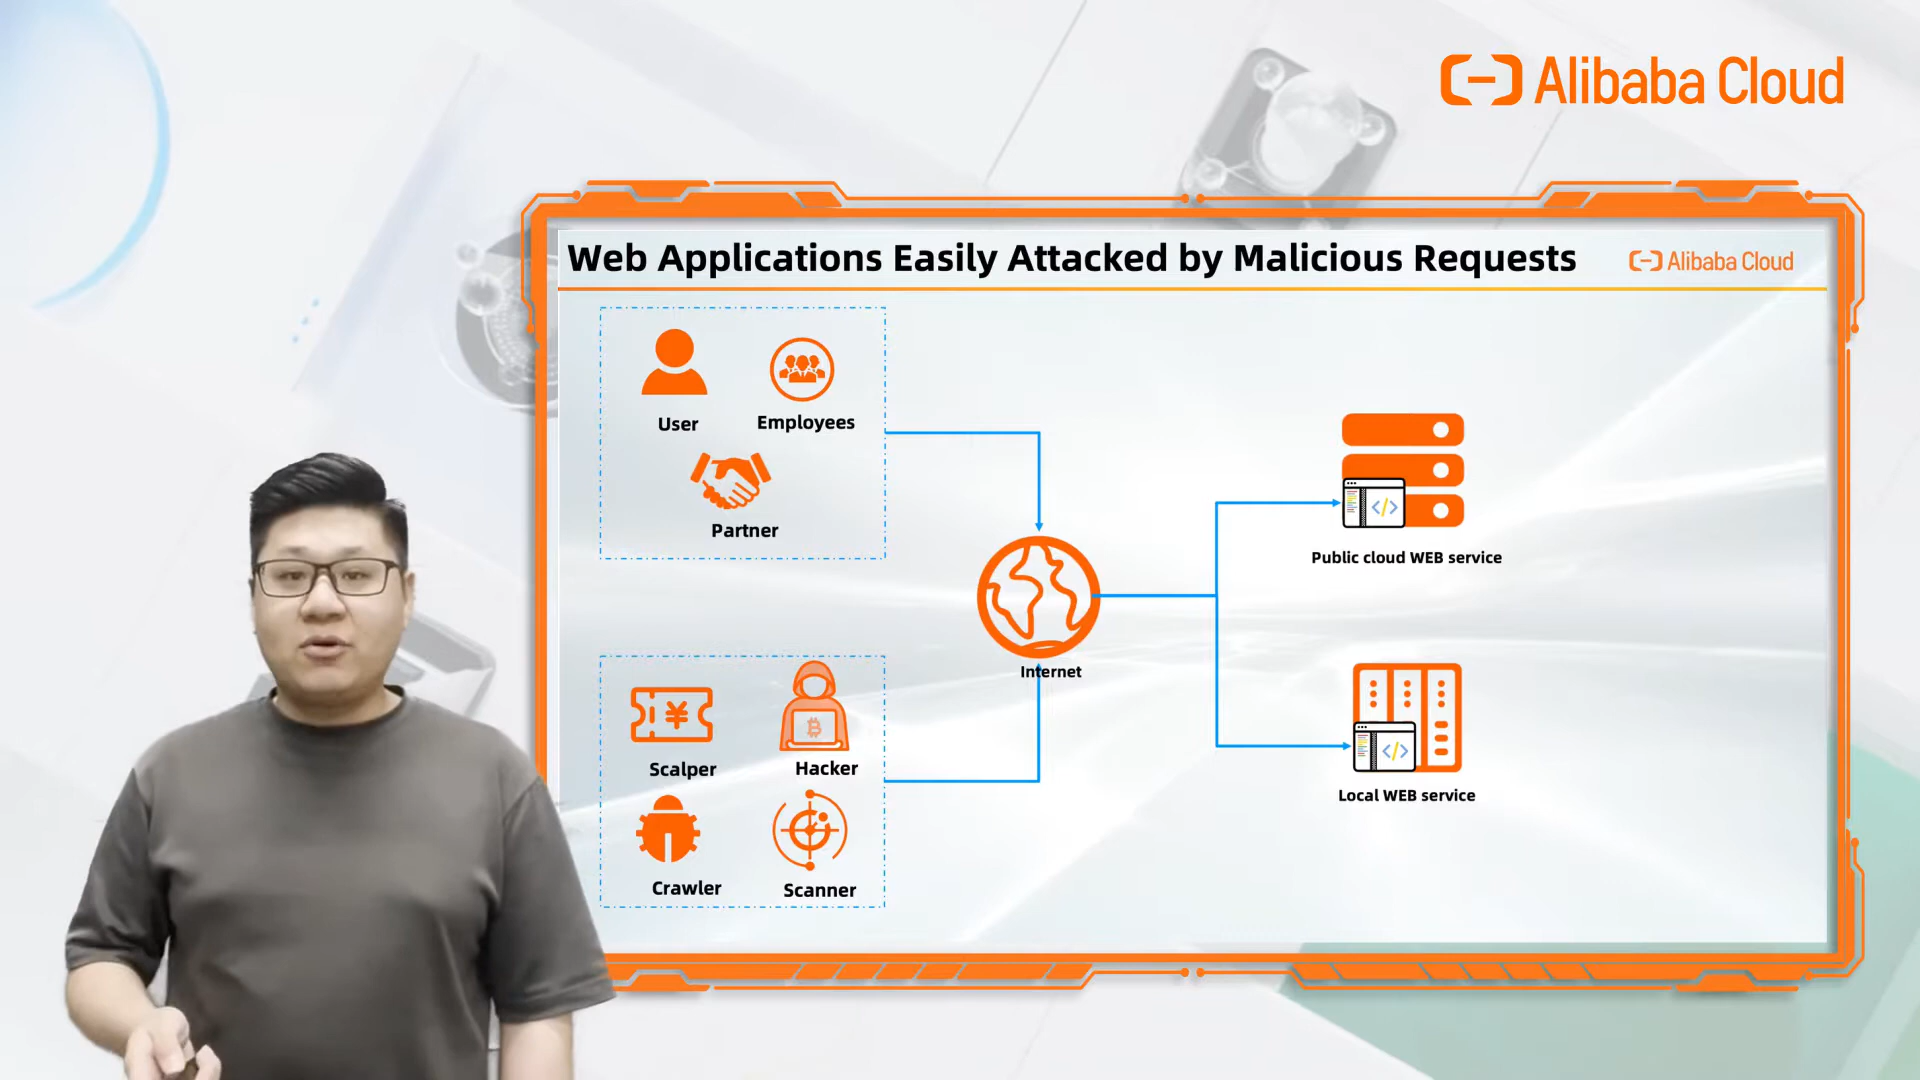 Alibaba Cloud
Web Applications Easily Attacked by Malicious Requests
Alibaba Cloud
User
Employees
Partner
Internet
Public cloud WEB service
Scalper
Hacker
Crawler
Scanner
Local WEB service